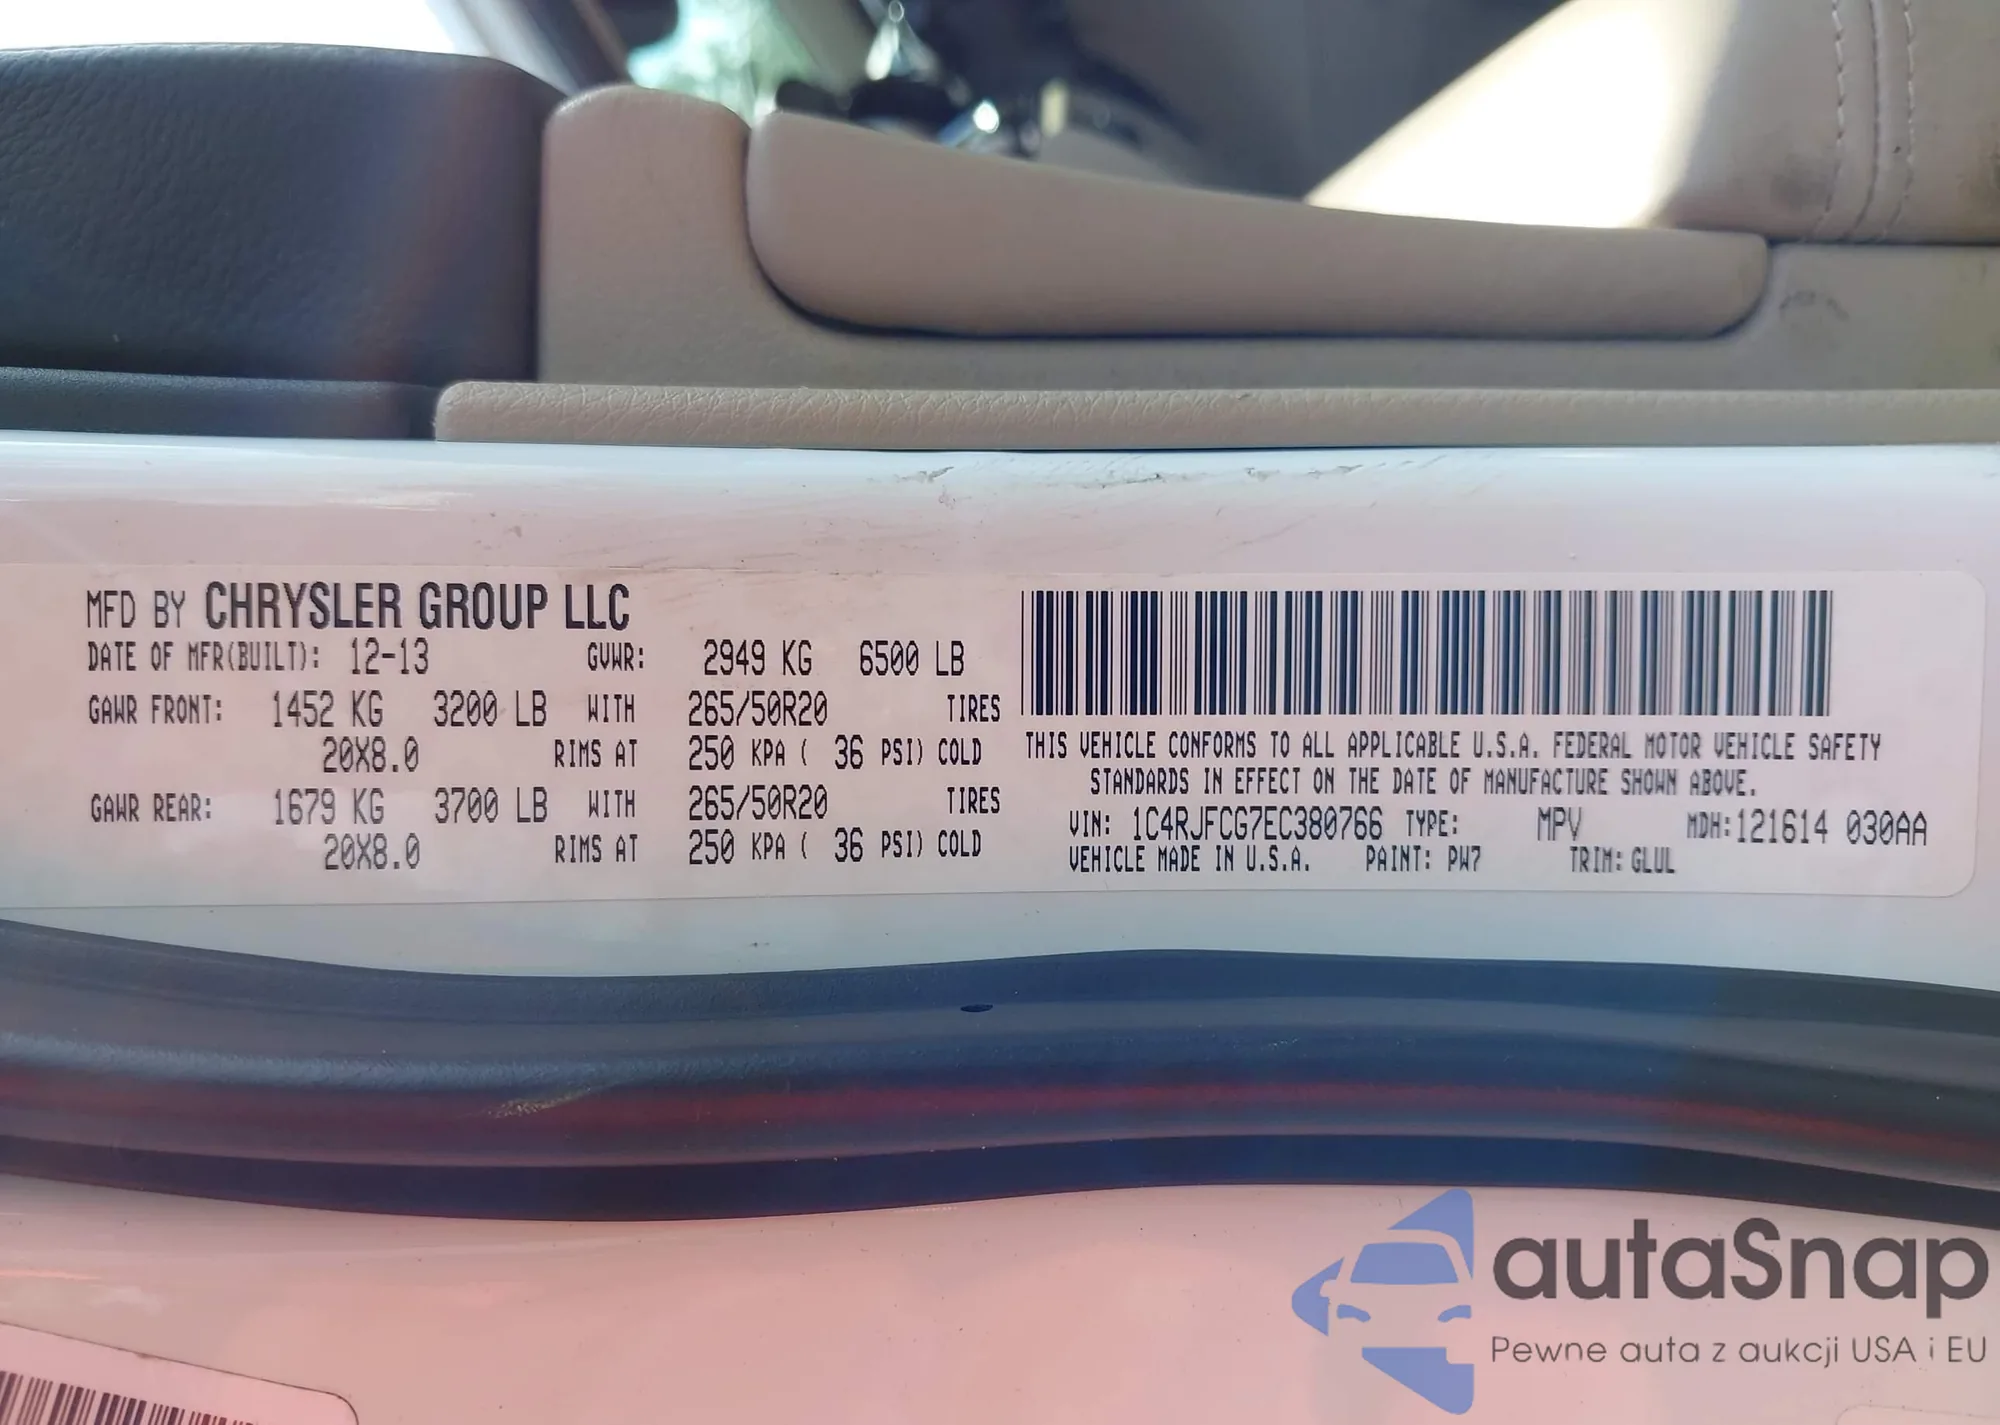 MFD BY CHRYSLER GROUP LLC
DATE OF MFR(BUILT): 12-13 GVWR: 2949 KG 6500 LB
GAWR FRONT: 1452 KG 3200 LB WITH 265/50R20 TIRES
20X8.0 RIMS AT 250 KPA ( 36 PSI) COLD
GAWR REAR: 1679 KG 3700 LB WITH 265/50R20 TIRES
20X8.0 RIMS AT 250 KPA ( 36 PSI) COLD
THIS VEHICLE CONFORMS TO ALL APPLICABLE U.S.A. FEDERAL MOTOR VEHICLE SAFETY
STANDARDS IN EFFECT ON THE DATE OF MANUFACTURE SHOWN ABOVE.
VIN: 1C4RJFCG7EC380766 TYPE: MPV MDH:121614 030AA
VEHICLE MADE IN U.S.A. PAINT: PW7 TRIM: GLUL
autaSnap
Pewne auta z aukcji USA i EU